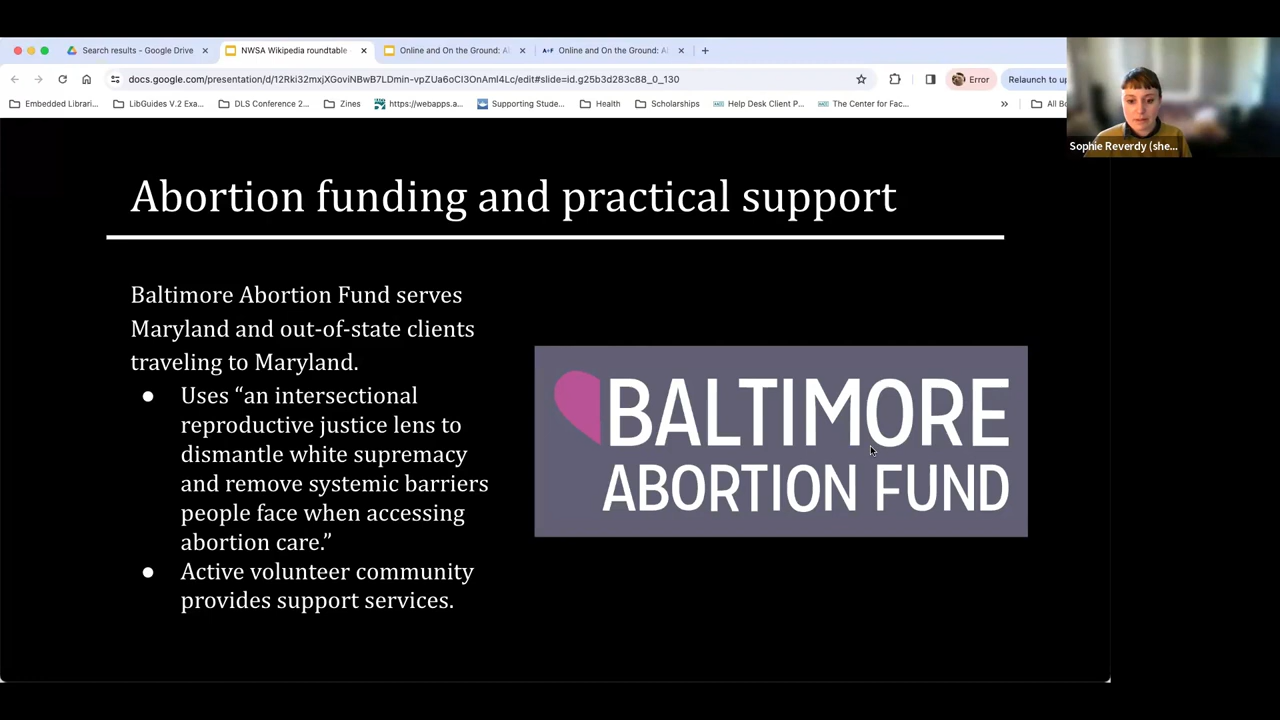 Search results - Google Drive
NWSA Wikipedia roundtable
Online and On the Ground: A
Online and On the Ground: A
docs.google.com/presentation/d/12Rki32mxjXGoviNBwB7LDmin-vpZUa6oCI3OnAmI4Lc/edit#slide=id.g25b3d283c88_0_130
Error
Relaunch to up
Embedded Librari...
LibGuides V.2 Exa...
DLS Conference 2...
Zines
https://webapps.a...
Supporting Stude...
Health
Scholarships
Help Desk Client P...
The Center for Fac...
All Bo
Sophie Reverdy (she...
Abortion funding and practical support
Baltimore Abortion Fund serves
Maryland and out-of-state clients
traveling to Maryland.
● Uses “an intersectional
reproductive justice lens to
dismantle white supremacy
and remove systemic barriers
people face when accessing
abortion care.”
● Active volunteer community
provides support services.
BALTIMORE
ABORTION FUND